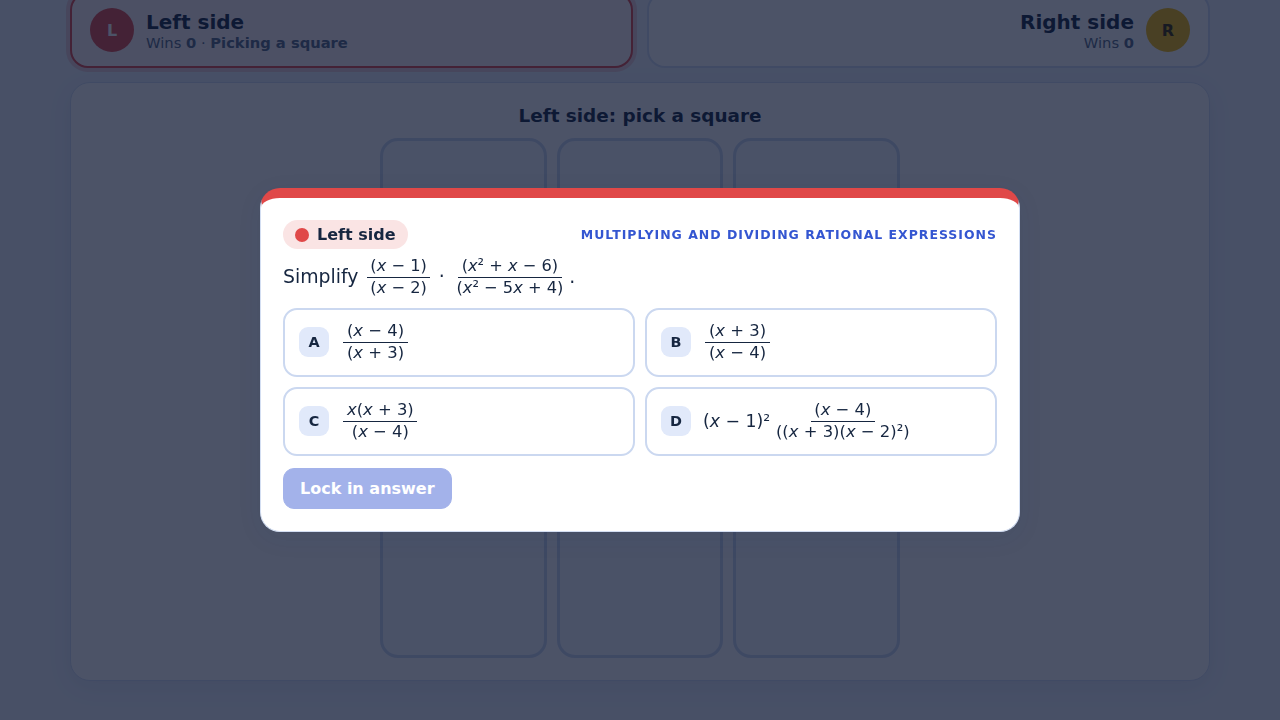 L
Left side
Wins 0 · Picking a square
Right side
Wins 0
R
Left side: pick a square
Left side
MULTIPLYING AND DIVIDING RATIONAL EXPRESSIONS
Simplify (x − 1)/(x − 2) · (x² + x − 6)/(x² − 5x + 4) .
A (x − 4)/(x + 3)
B (x + 3)/(x − 4)
C x(x + 3)/(x − 4)
D (x − 1)² (x − 4)/((x + 3)(x − 2)²)
Lock in answer